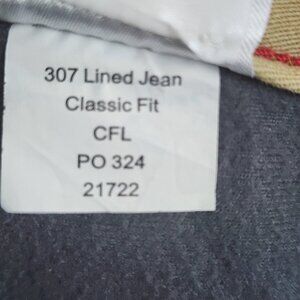 307 Lined Jean
Classic Fit
CFL
PO 324
21722